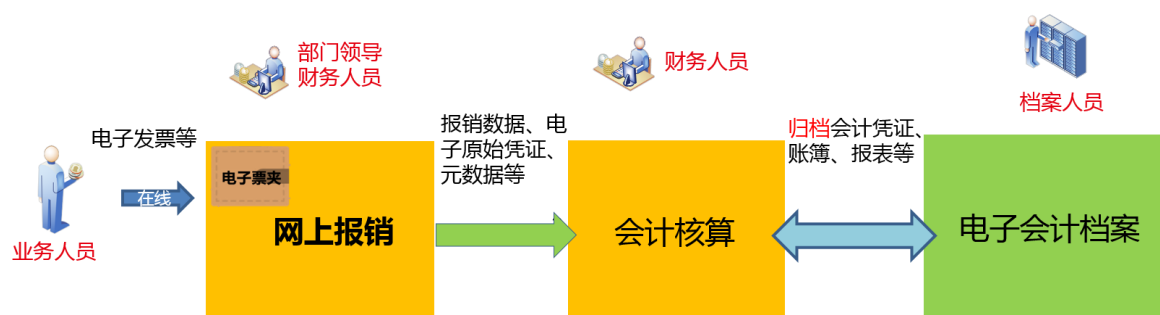 部门领导
财务人员
财务人员
档案人员
电子发票等
报销数据、电
子原始凭证、
元数据等
归档会计凭证、
账簿、报表等
电子票夹
在线
网上报销
会计核算
电子会计档案
业务人员